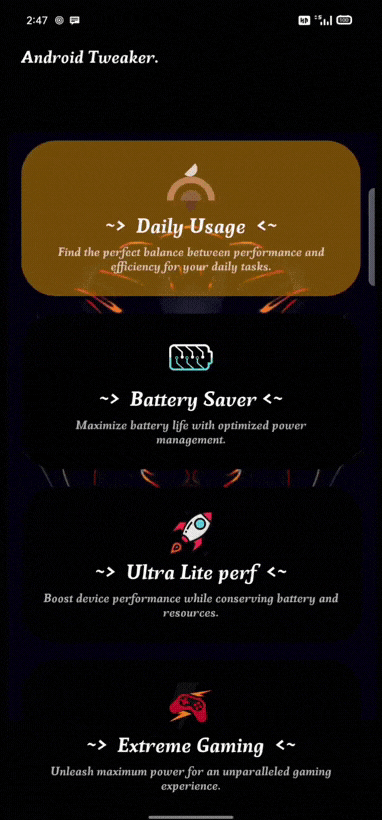 2:47
Android Tweaker.
~> Daily Usage <~
Find the perfect balance between performance and
efficiency for your daily tasks.
~> Battery Saver <~
Maximize battery life with optimized power
management.
~> Ultra Lite perf <~
Boost device performance while conserving battery and
resources.
~> Extreme Gaming <~
Unleash maximum power for an unparalleled gaming
experience.